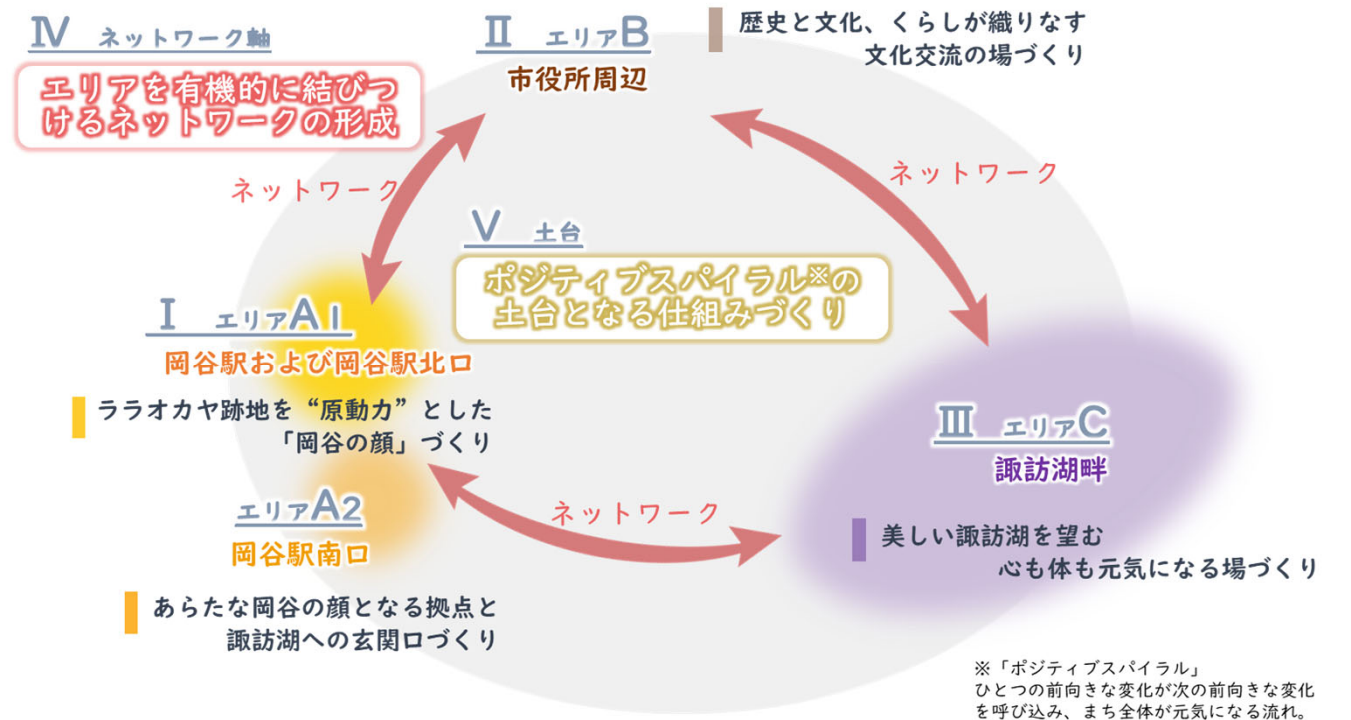 Ⅳ ネットワーク軸
エリアを有機的に結びつ
けるネットワークの形成
Ⅱ エリアB
市役所周辺
歴史と文化、くらしが織りなす
文化交流の場づくり
ネットワーク
ネットワーク
Ⅴ 土台
ポジティブスパイラル※の
土台となる仕組みづくり
Ⅰ エリアA1
岡谷駅および岡谷駅北口
ララオカヤ跡地を“原動力”とした
「岡谷の顔」づくり
エリアA2
岡谷駅南口
あらたな岡谷の顔となる拠点と
諏訪湖への玄関口づくり
ネットワーク
Ⅲ エリアC
諏訪湖畔
美しい諏訪湖を望む
心も体も元気になる場づくり
※「ポジティブスパイラル」
ひとつの前向きな変化が次の前向きな変化
を呼び込み、まち全体が元気になる流れ。